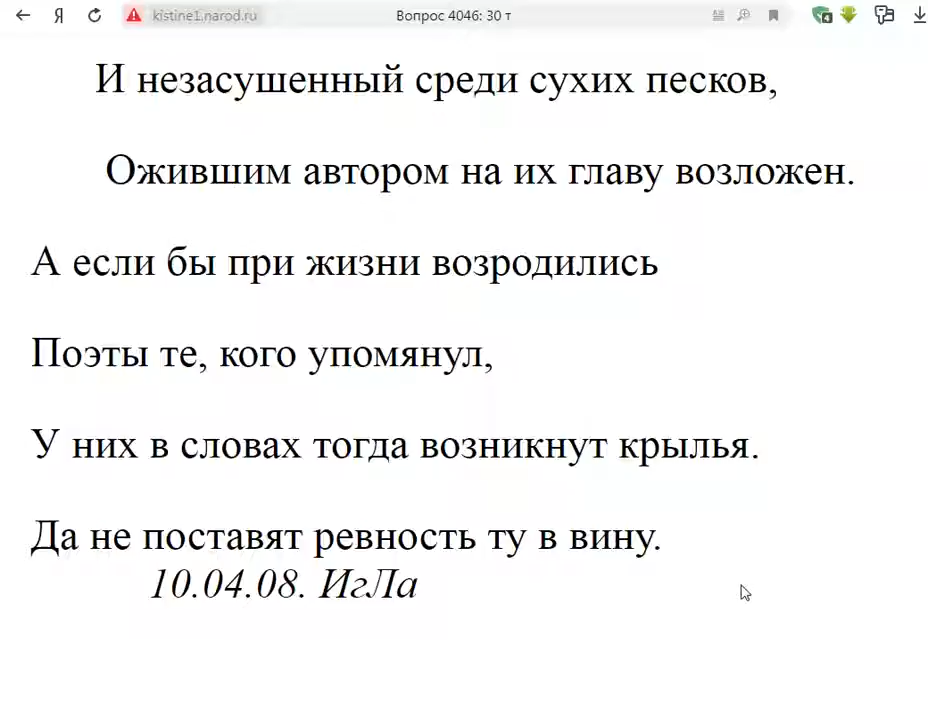 Я kistine1.narod.ru Вопрос 4046: 30 т
И незасушенный среди сухих песков,
Ожившим автором на их главу возложен.
А если бы при жизни возродились
Поэты те, кого упомянул,
У них в словах тогда возникнут крылья.
Да не поставят ревность ту в вину.
10.04.08. ИгЛа